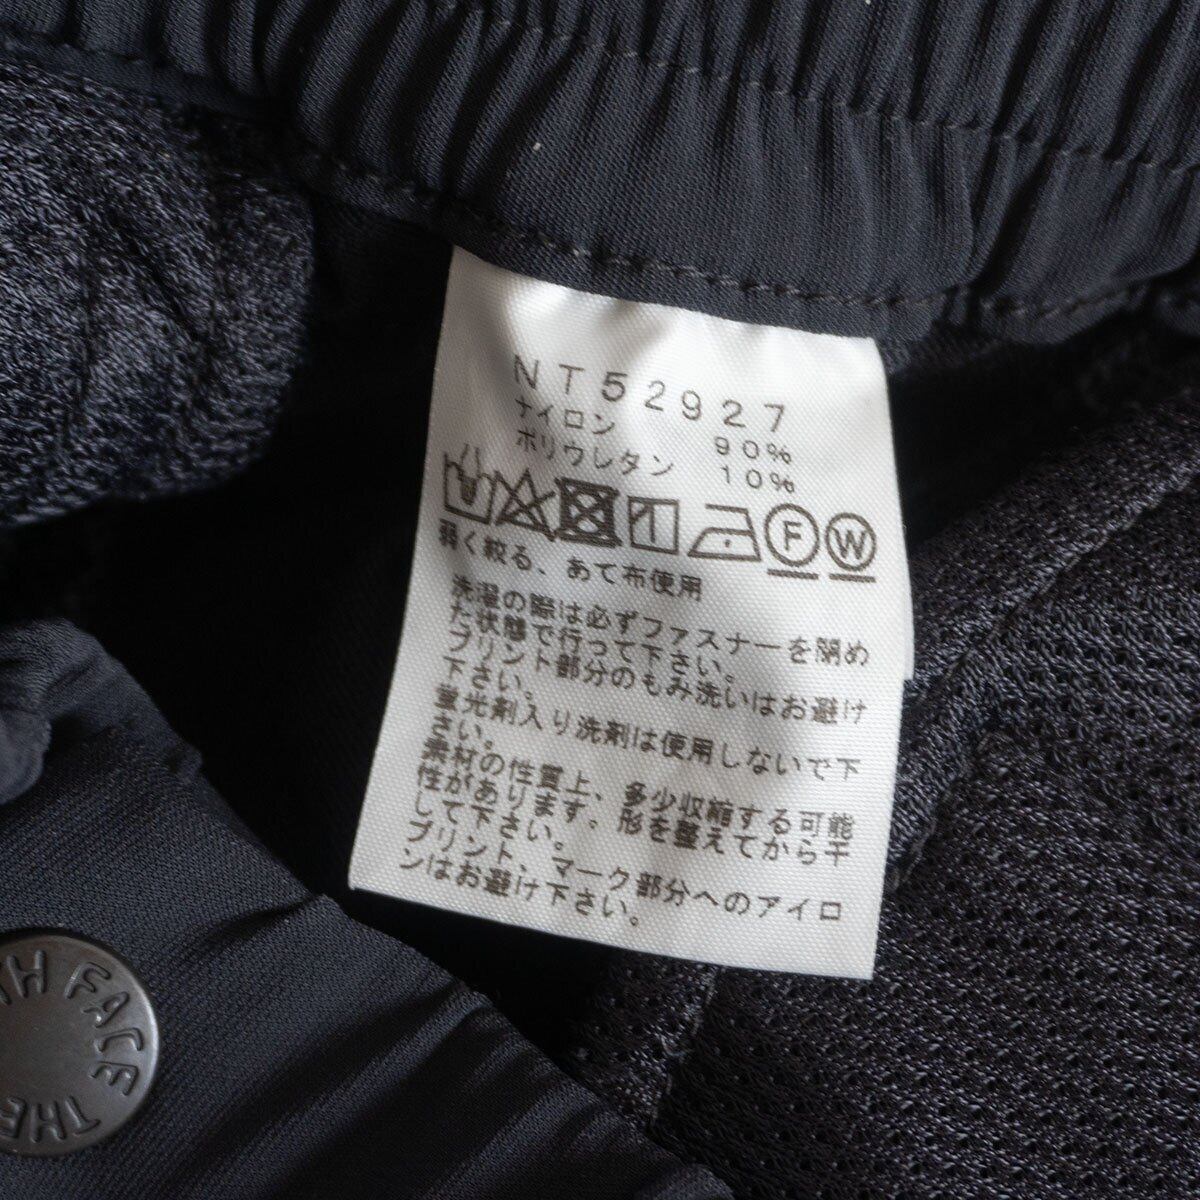 NT52927
ナイロン 90%
ポリウレタン 10%
F W
弱く絞る、あて布使用
洗濯の際は必ずファスナーを閉め
た状態で行って下さい。
プリント部分のもみ洗いはお避け
下さい。
蛍光剤入り洗剤は使用しないで下
さい。
素材の性質上、多少収縮する可能
性があります。形を整えてから干
して下さい。
プリント、マーク部分へのアイロ
ンはお避け下さい。
THE
TH FACE